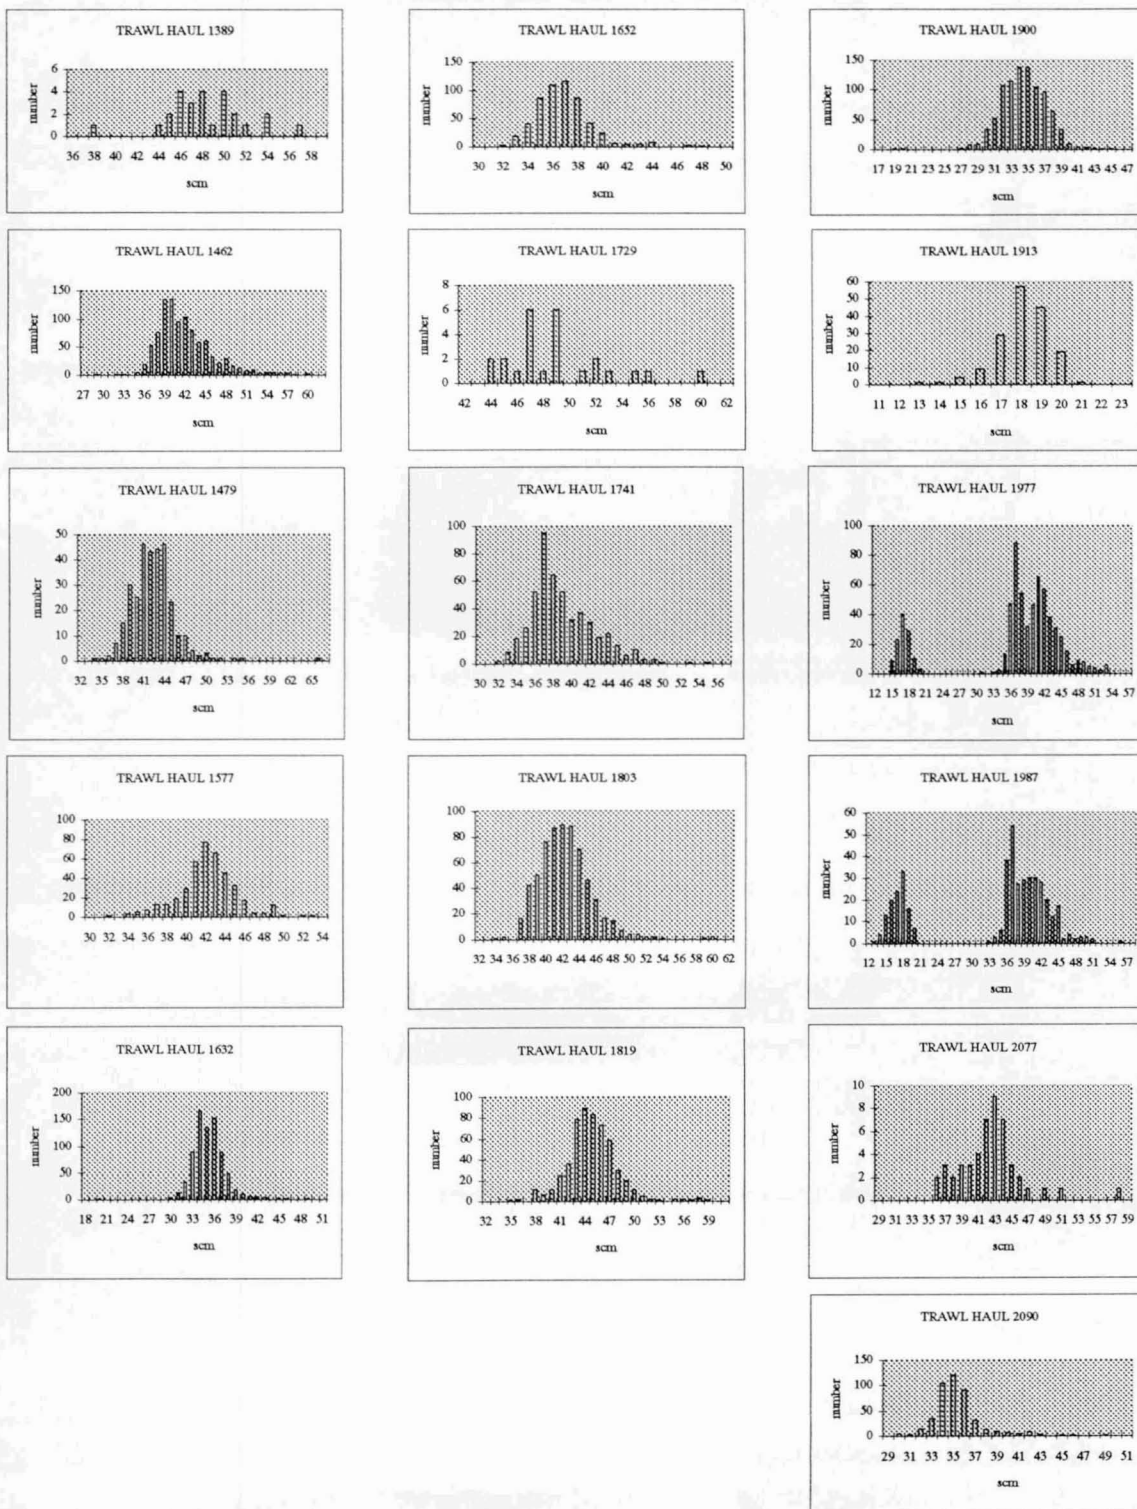 TRAWL HAUL 1389
6
4
2
0
number
36 38 40 42 44 46 48 50 52 54 56 58
scm
TRAWL HAUL 1462
150
100
50
0
number
27 30 33 36 39 42 45 48 51 54 57 60
scm
TRAWL HAUL 1479
50
40
30
20
10
0
number
32 35 38 41 44 47 50 53 56 59 62 65
scm
TRAWL HAUL 1577
100
80
60
40
20
0
number
30 32 34 36 38 40 42 44 46 48 50 52 54
scm
TRAWL HAUL 1632
200
150
100
50
0
number
18 21 24 27 30 33 36 39 42 45 48 51
scm
TRAWL HAUL 1652
150
100
50
0
number
30 32 34 36 38 40 42 44 46 48 50
scm
TRAWL HAUL 1729
8
6
4
2
0
number
42 44 46 48 50 52 54 56 58 60 62
scm
TRAWL HAUL 1741
100
80
60
40
20
0
number
30 32 34 36 38 40 42 44 46 48 50 52 54 56
scm
TRAWL HAUL 1803
100
80
60
40
20
0
number
32 34 36 38 40 42 44 46 48 50 52 54 56 58 60 62
scm
TRAWL HAUL 1819
100
80
60
40
20
0
number
32 35 38 41 44 47 50 53 56 59
scm
TRAWL HAUL 1900
150
100
50
0
number
17 19 21 23 25 27 29 31 33 35 37 39 41 43 45 47
scm
TRAWL HAUL 1913
60
50
40
30
20
10
0
number
11 12 13 14 15 16 17 18 19 20 21 22 23
scm
TRAWL HAUL 1977
100
80
60
40
20
0
number
12 15 18 21 24 27 30 33 36 39 42 45 48 51 54 57
scm
TRAWL HAUL 1987
60
50
40
30
20
10
0
number
12 15 18 21 24 27 30 33 36 39 42 45 48 51 54 57
scm
TRAWL HAUL 2077
10
8
6
4
2
0
number
29 31 33 35 37 39 41 43 45 47 49 51 53 55 57 59
scm
TRAWL HAUL 2090
150
100
50
0
number
29 31 33 35 37 39 41 43 45 47 49 51
scm